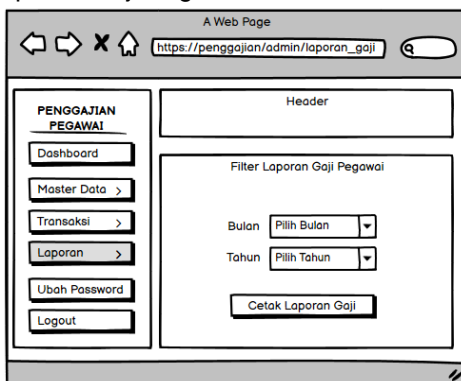 A Web Page
https://penggajian/admin/laporan_gaji
PENGGAJIAN
PEGAWAI
Dashboard
Master Data >
Transaksi >
Laporan >
Ubah Password
Logout
Header
Filter Laporan Gaji Pegawai
Bulan Pilih Bulan
Tahun Pilih Tahun
Cetak Laporan Gaji